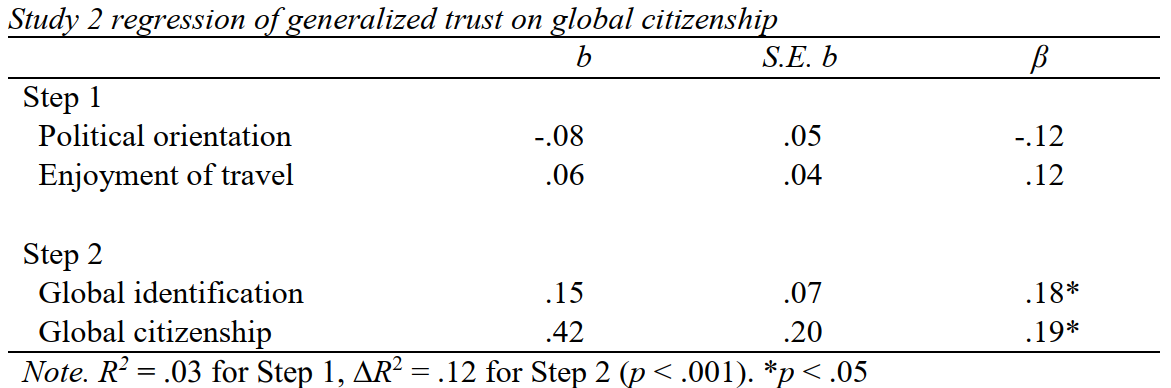 Study 2 regression of generalized trust on global citizenship
b S.E. b β
Step 1
Political orientation -.08 .05 -.12
Enjoyment of travel .06 .04 .12
Step 2
Global identification .15 .07 .18*
Global citizenship .42 .20 .19*
Note. R² = .03 for Step 1, ΔR² = .12 for Step 2 (p < .001). *p < .05